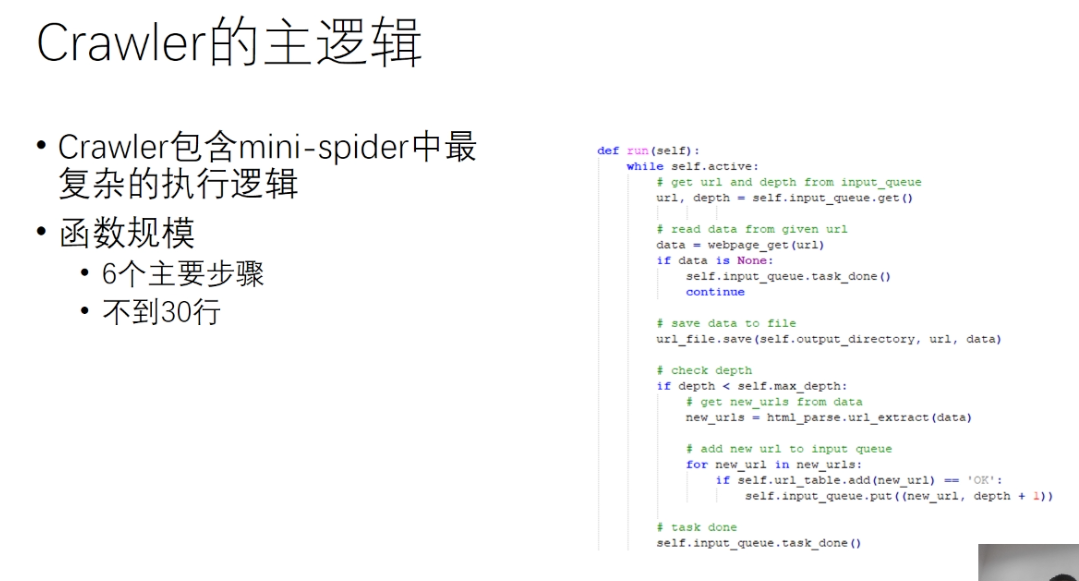 Crawler的主逻辑
• Crawler包含mini-spider中最
复杂的执行逻辑
• 函数规模
• 6个主要步骤
• 不到30行
def run(self):
    while self.active:
        # get url and depth from input_queue
        url, depth = self.input_queue.get()
        # read data from given url
        data = webpage_get(url)
        if data is None:
            self.input_queue.task_done()
            continue
        # save data to file
        url_file.save(self.output_directory, url, data)
        # check depth
        if depth < self.max_depth:
            # get new_urls from data
            new_urls = html_parse.url_extract(data)
            # add new url to input queue
            for new_url in new_urls:
                if self.url_table.add(new_url) == 'OK':
                    self.input_queue.put((new_url, depth + 1))
        # task done
        self.input_queue.task_done()